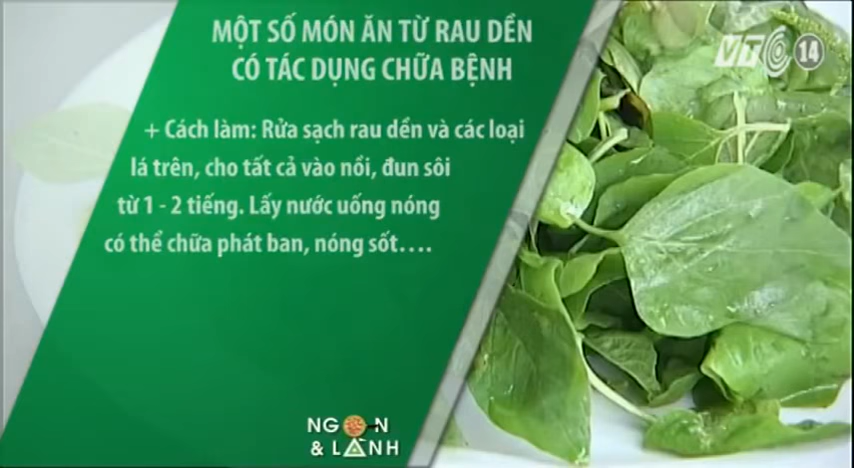 MỘT SỐ MÓN ĂN TỪ RAU DỀN
CÓ TÁC DỤNG CHỮA BỆNH
+ Cách làm: Rửa sạch rau dền và các loại
lá trên, cho tất cả vào nồi, đun sôi
từ 1 - 2 tiếng. Lấy nước uống nóng
có thể chữa phát ban, nóng sốt....
VTC 14
NGON
& LÀNH